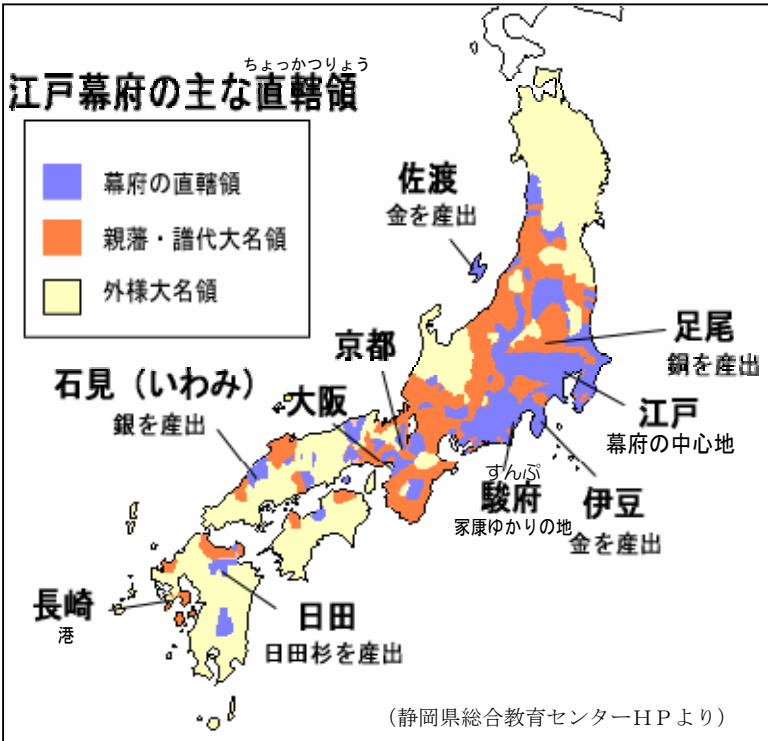 ちょっかつりょう
江戸幕府の主な直轄領
幕府の直轄領
親藩・譜代大名領
外様大名領
佐渡
金を産出
足尾
銅を産出
京都
江戸
幕府の中心地
石見（いわみ）
銀を産出
大阪
すんぷ
駿府
家康ゆかりの地
伊豆
金を産出
長崎
港
日田
日田杉を産出
（静岡県総合教育センターＨＰより）